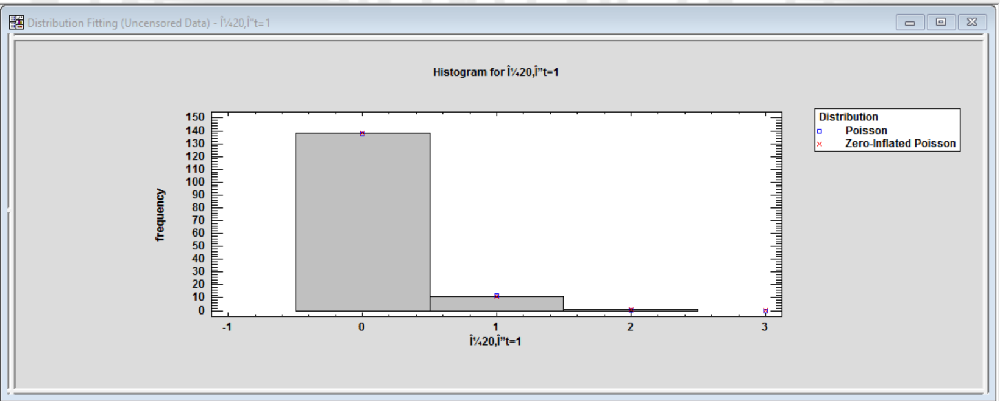 Distribution Fitting (Uncensored Data) - Î¼20,Î"t=1
Histogram for Î¼20,Î”t=1
150
140
130
120
110
100
90
80
70
60
50
40
30
20
10
0
frequency
-1 0 1 2 3
Î¼20,Î”t=1
Distribution
Poisson
Zero-Inflated Poisson